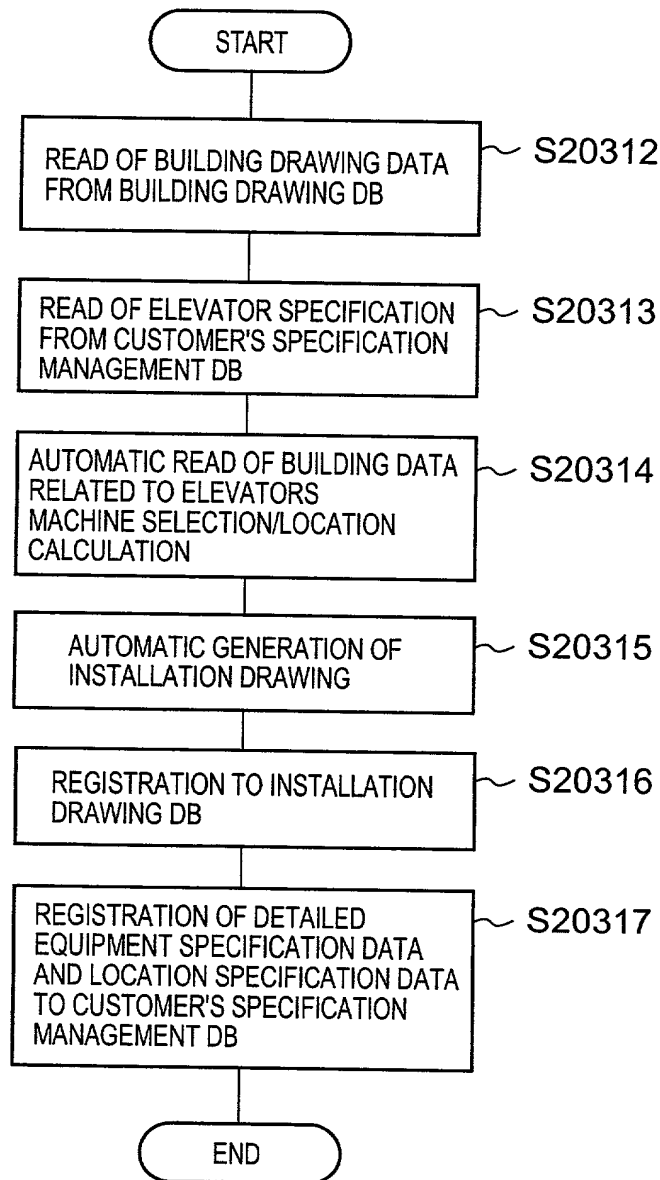 START
READ OF BUILDING DRAWING DATA
FROM BUILDING DRAWING DB
S20312
READ OF ELEVATOR SPECIFICATION
FROM CUSTOMER'S SPECIFICATION
MANAGEMENT DB
S20313
AUTOMATIC READ OF BUILDING DATA
RELATED TO ELEVATORS
MACHINE SELECTION/LOCATION
CALCULATION
S20314
AUTOMATIC GENERATION OF
INSTALLATION DRAWING
S20315
REGISTRATION TO INSTALLATION
DRAWING DB
S20316
REGISTRATION OF DETAILED
EQUIPMENT SPECIFICATION DATA
AND LOCATION SPECIFICATION DATA
TO CUSTOMER'S SPECIFICATION
MANAGEMENT DB
S20317
END